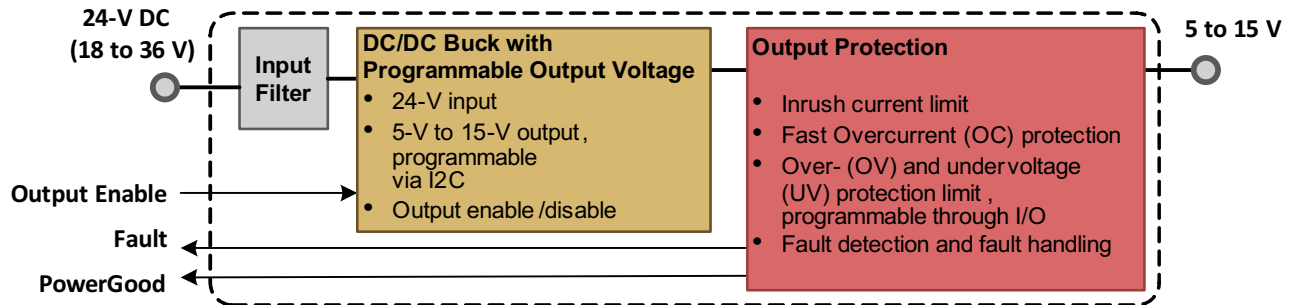 24-V DC
(18 to 36 V)
Input
Filter
DC/DC Buck with
Programmable Output Voltage
• 24-V input
• 5-V to 15-V output,
programmable
via I2C
• Output enable/disable
Output Protection
• Inrush current limit
• Fast Overcurrent (OC) protection
• Over- (OV) and undervoltage
(UV) protection limit,
programmable through I/O
• Fault detection and fault handling
5 to 15 V
Output Enable
Fault
PowerGood